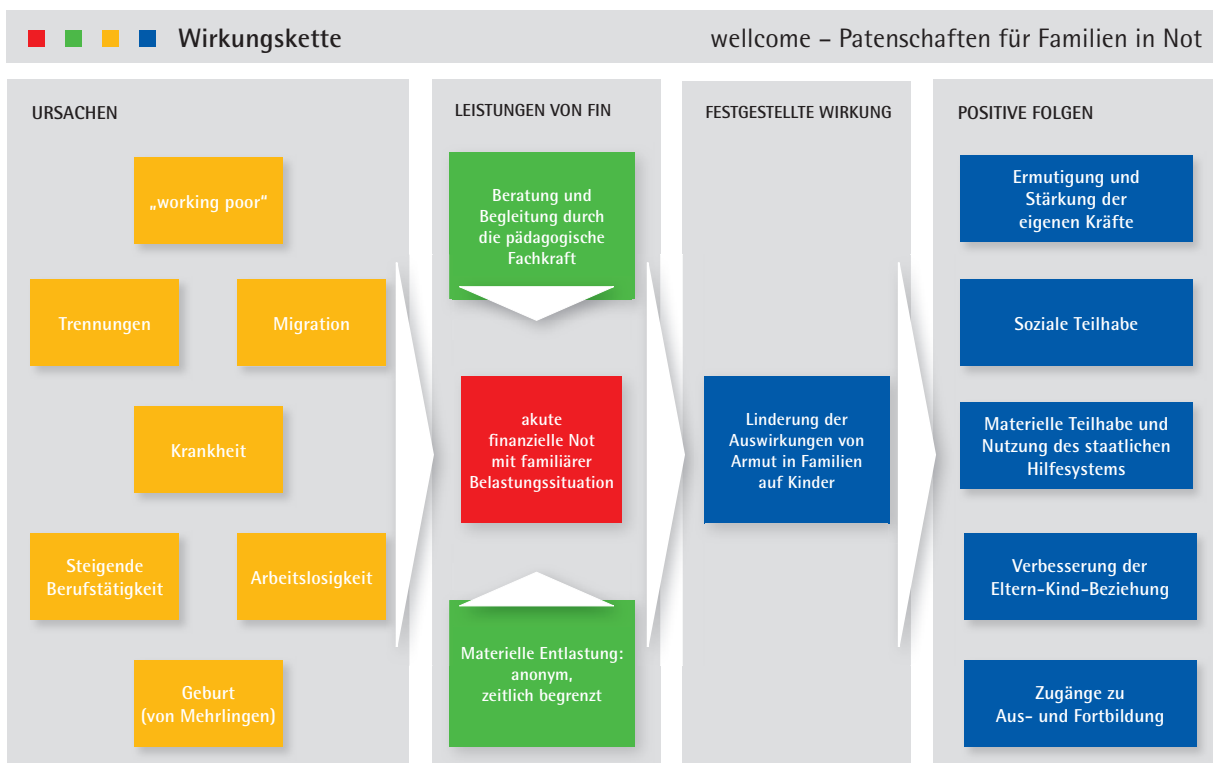 Wirkungskette
wellcome – Patenschaften für Familien in Not
URSACHEN
„working poor“
Trennungen
Migration
Krankheit
Steigende
Berufstätigkeit
Arbeitslosigkeit
Geburt
(von Mehrlingen)
LEISTUNGEN VON FIN
Beratung und
Begleitung durch
die pädagogische
Fachkraft
akute
finanzielle Not
mit familiärer
Belastungssituation
Materielle Entlastung:
anonym,
zeitlich begrenzt
FESTGESTELLTE WIRKUNG
Linderung der
Auswirkungen von
Armut in Familien
auf Kinder
POSITIVE FOLGEN
Ermutigung und
Stärkung der
eigenen Kräfte
Soziale Teilhabe
Materielle Teilhabe und
Nutzung des staatlichen
Hilfesystems
Verbesserung der
Eltern-Kind-Beziehung
Zugänge zu
Aus- und Fortbildung